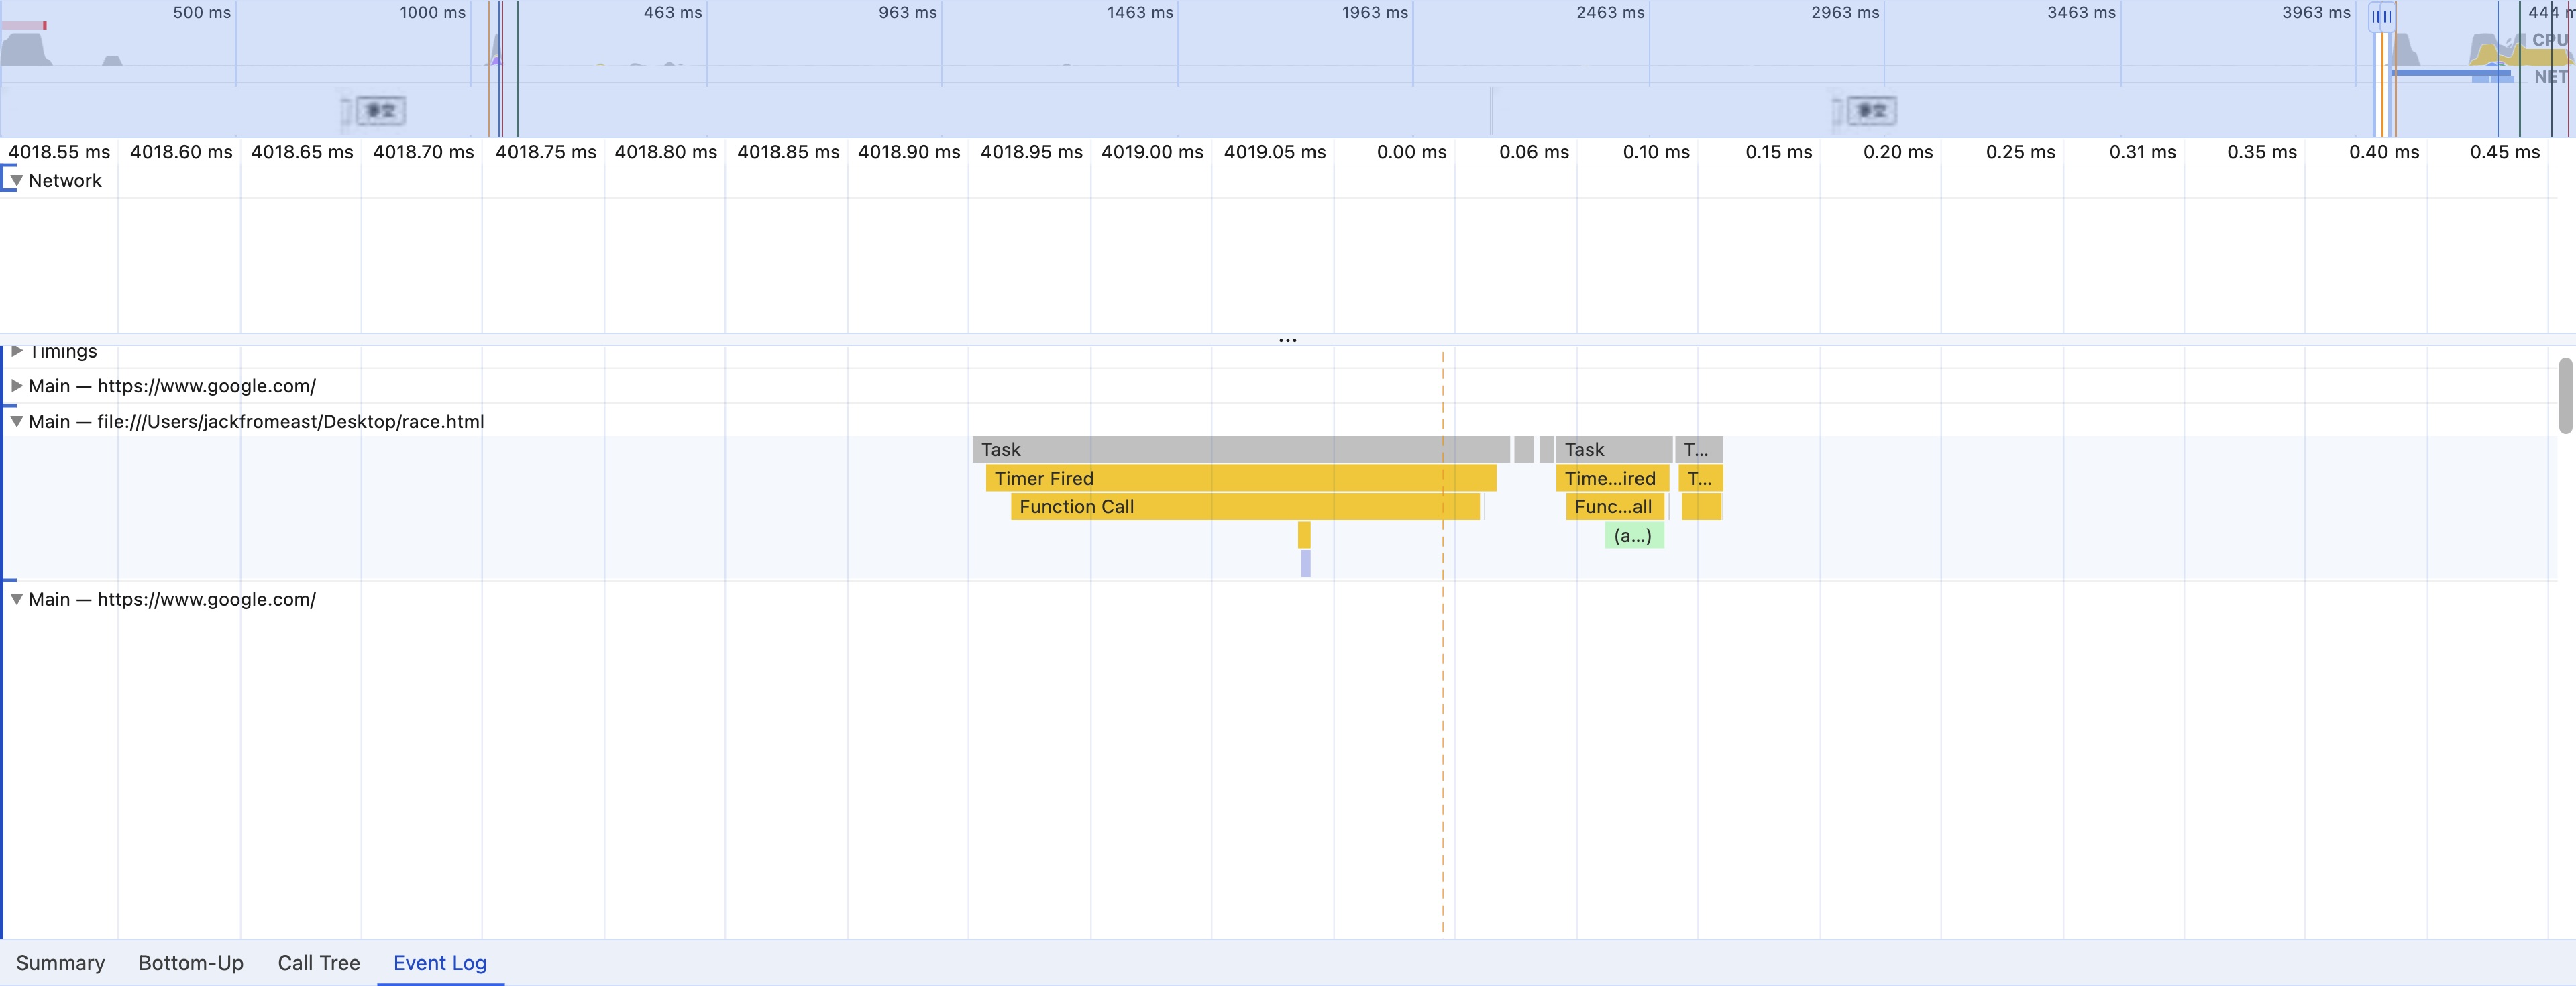 500 ms 1000 ms 463 ms 963 ms 1463 ms 1963 ms 2463 ms 2963 ms 3463 ms 3963 ms 444 m
CPU
NET
4018.55 ms 4018.60 ms 4018.65 ms 4018.70 ms 4018.75 ms 4018.80 ms 4018.85 ms 4018.90 ms 4018.95 ms 4019.00 ms 4019.05 ms 0.00 ms 0.06 ms 0.10 ms 0.15 ms 0.20 ms 0.25 ms 0.31 ms 0.35 ms 0.40 ms 0.45 ms
Network
...
Timings
Main — https://www.google.com/
Main — file:///Users/jackfromeast/Desktop/race.html
Task Task T...
Timer Fired Time...ired T...
Function Call Func...all
(a...)
Main — https://www.google.com/
Summary Bottom-Up Call Tree Event Log